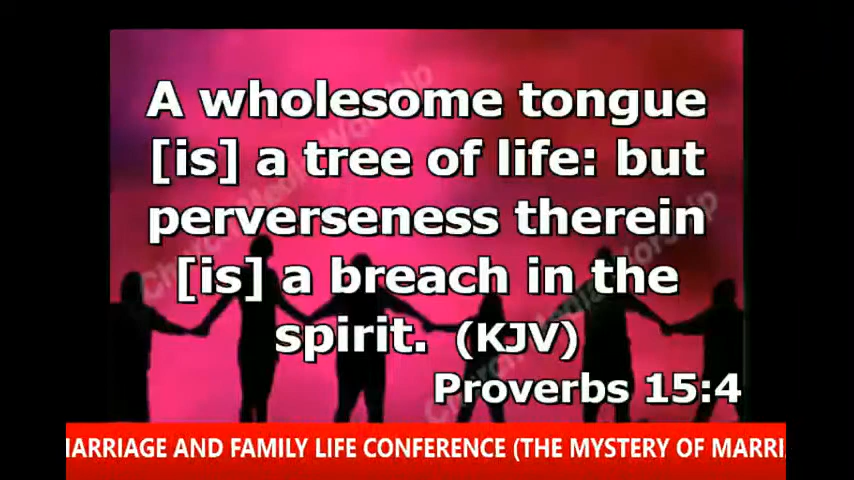 A wholesome tongue
[is] a tree of life: but
perverseness therein
[is] a breach in the
spirit. (KJV)
Proverbs 15:4
MARRIAGE AND FAMILY LIFE CONFERENCE (THE MYSTERY OF MARRI